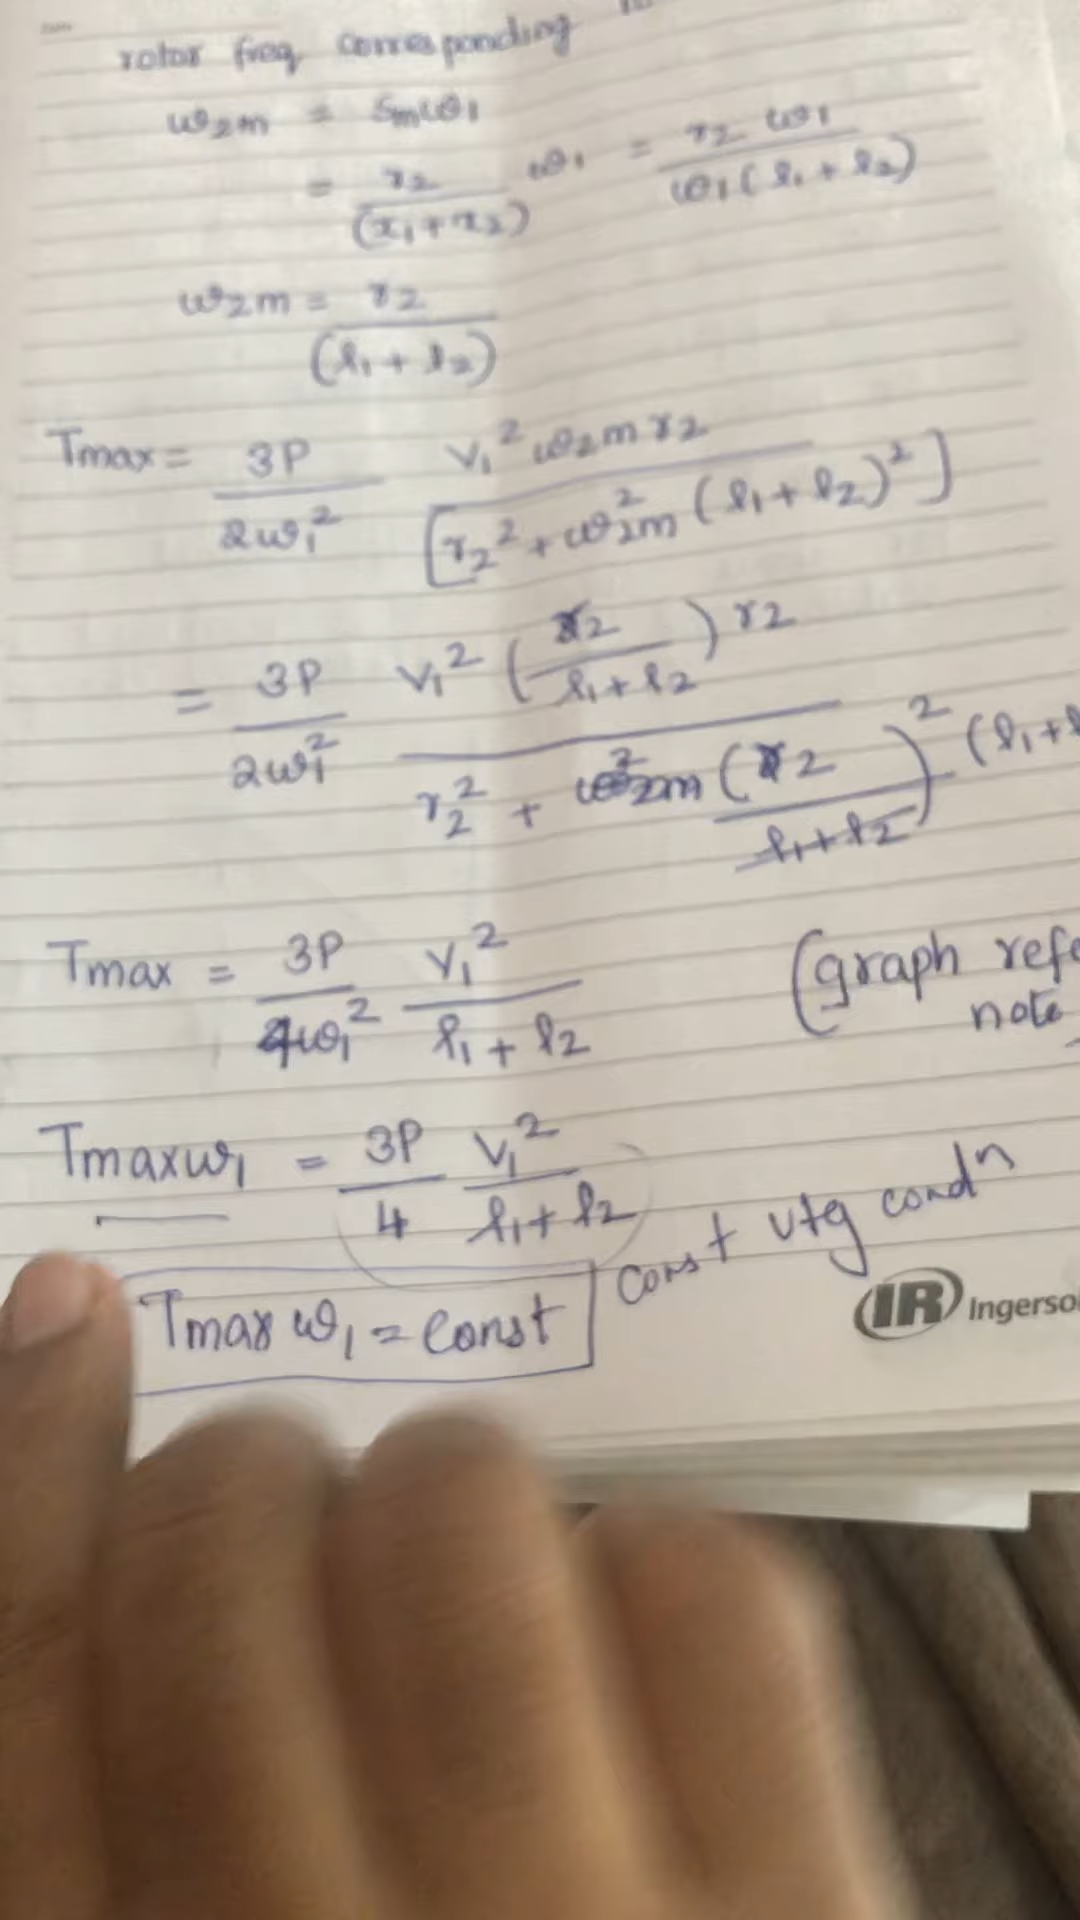 rotor freq corresponding
ω2m = Smω1
= r2/(x1+x2) ω1 = r2 ω1/ω1(l1+l2)
ω2m = r2/(l1+l2)
Tmax = 3P/2ω1² V1² ω2m r2/[r2² + ω2m² (l1+l2)²]
= 3P/2ω1² V1² (r2/l1+l2) r2/r2² + (r2/l1+l2)² (l1+
Tmax = 3P/4ω1² V1²/l1+l2 (graph refe
note
Tmaxω1 = 3P/4 V1²/l1+l2
const vtg condn
Tmax ω1 = const
IR Ingerso